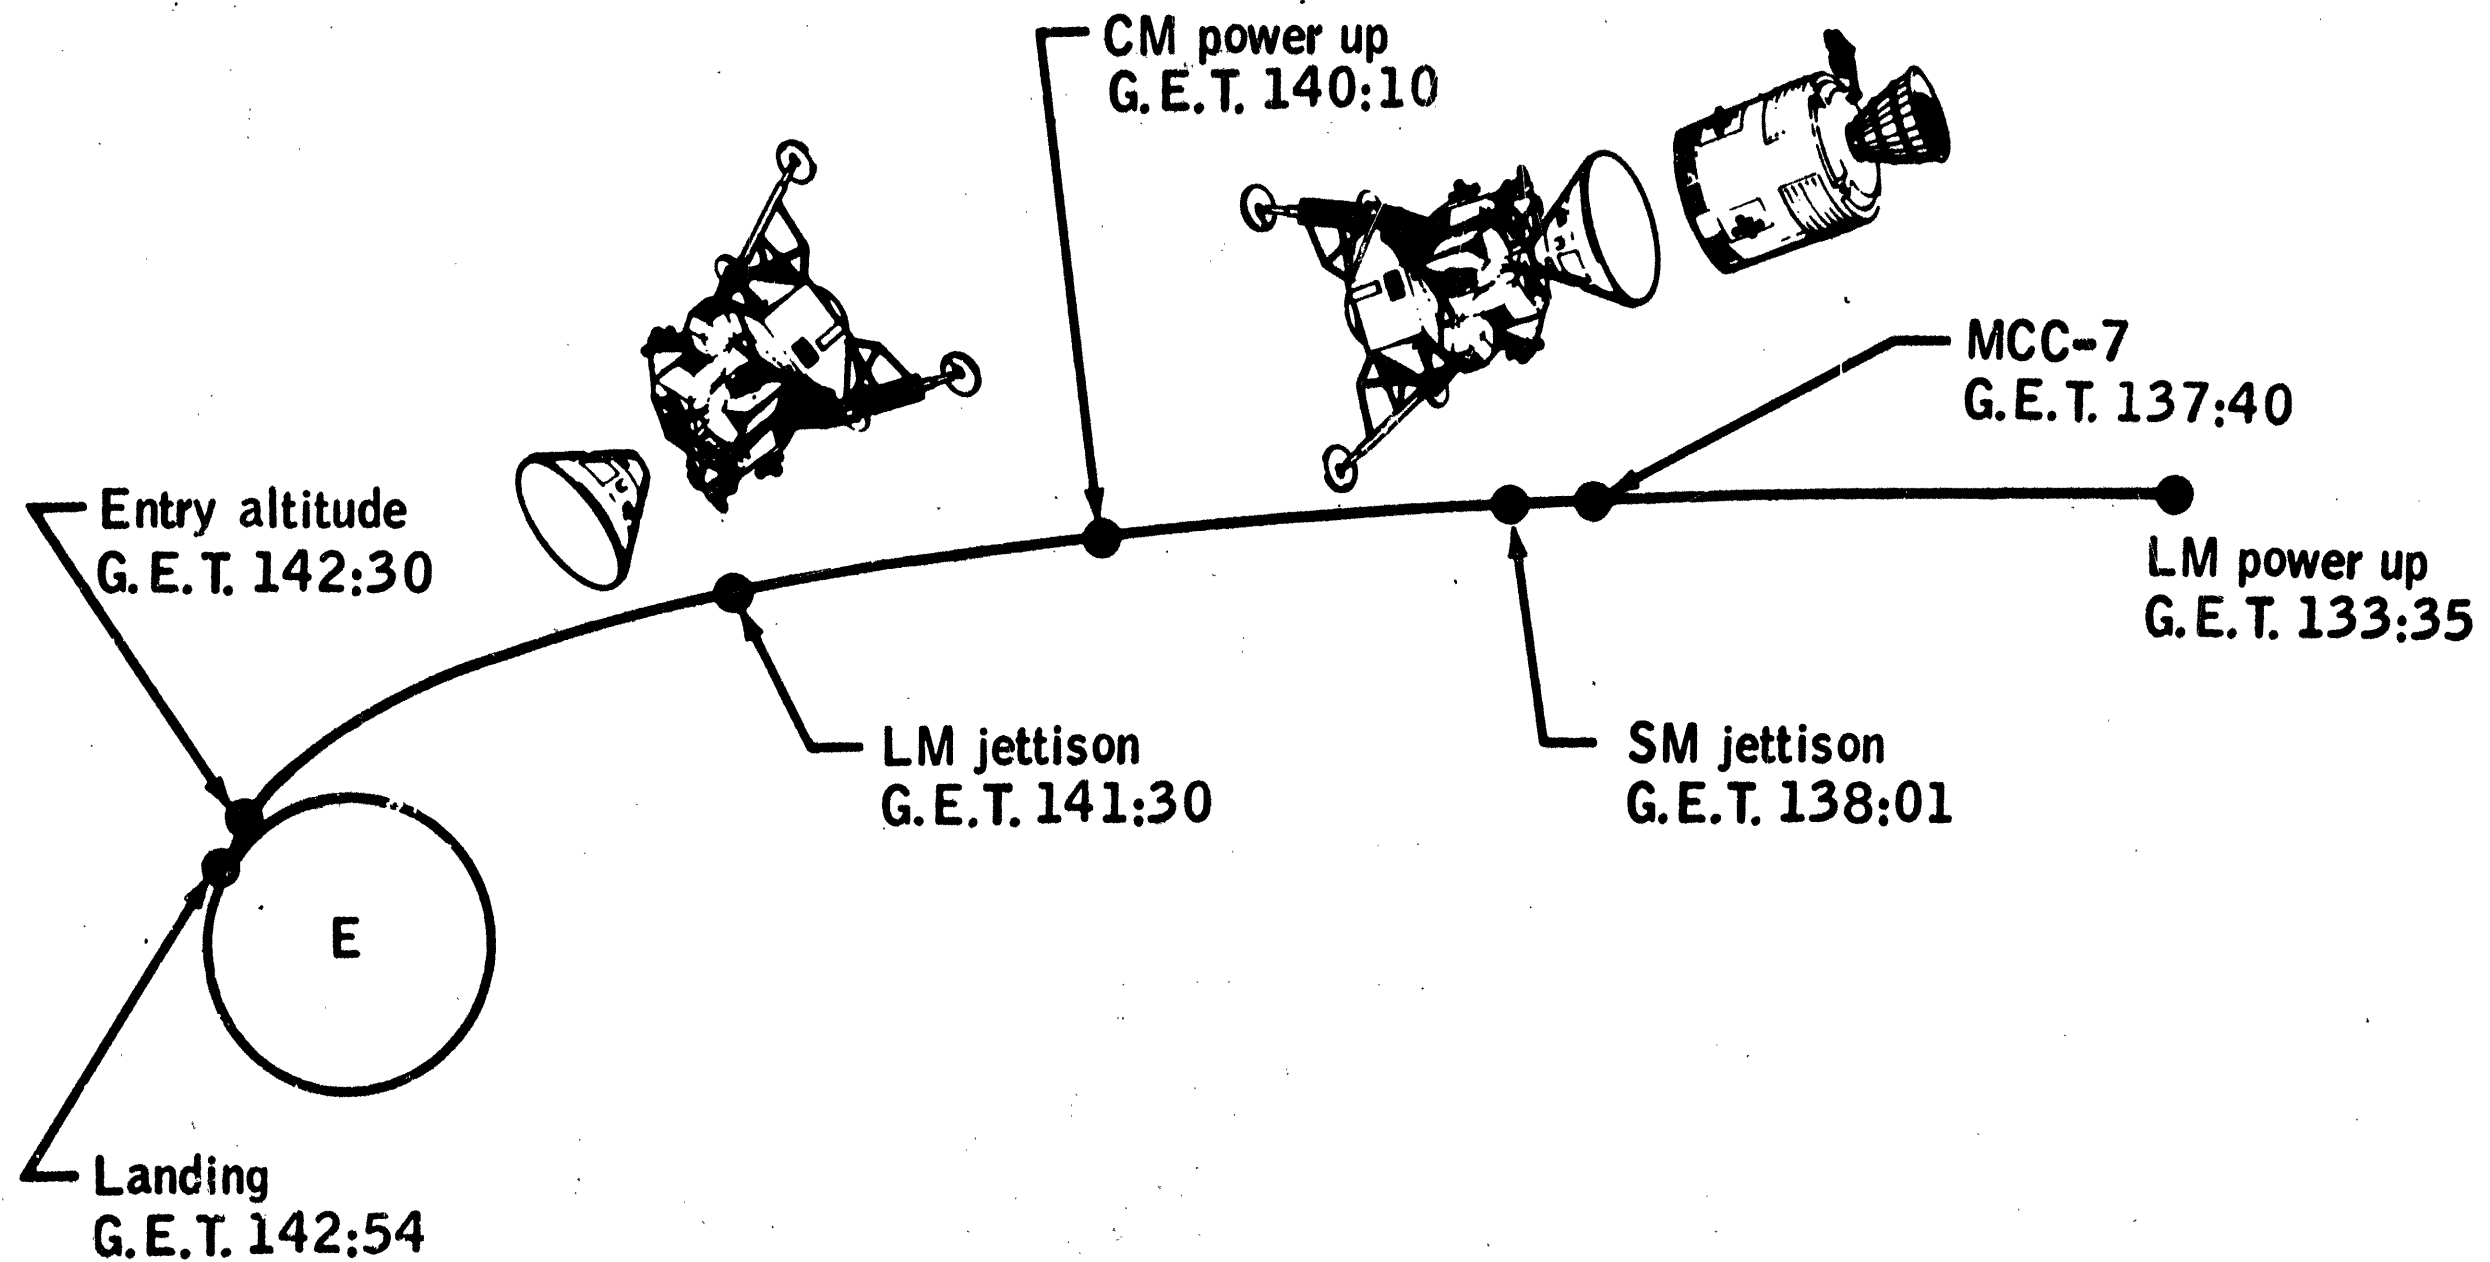 CM power up
G.E.T. 140:10
MCC-7
G.E.T. 137:40
Entry altitude
G.E.T. 142:30
LM power up
G.E.T. 133:35
LM jettison
G.E.T. 141:30
SM jettison
G.E.T. 138:01
E
Landing
G.E.T. 142:54